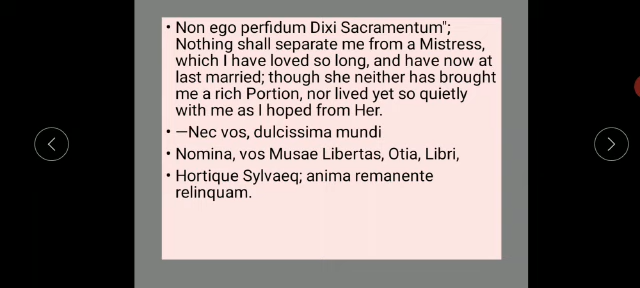 • Non ego perfidum Dixi Sacramentum";
Nothing shall separate me from a Mistress,
which I have loved so long, and have now at
last married; though she neither has brought
me a rich Portion, nor lived yet so quietly
with me as I hoped from Her.
• —Nec vos, dulcissima mundi
• Nomina, vos Musae Libertas, Otia, Libri,
• Hortique Sylvaeq; anima remanente
relinquam.